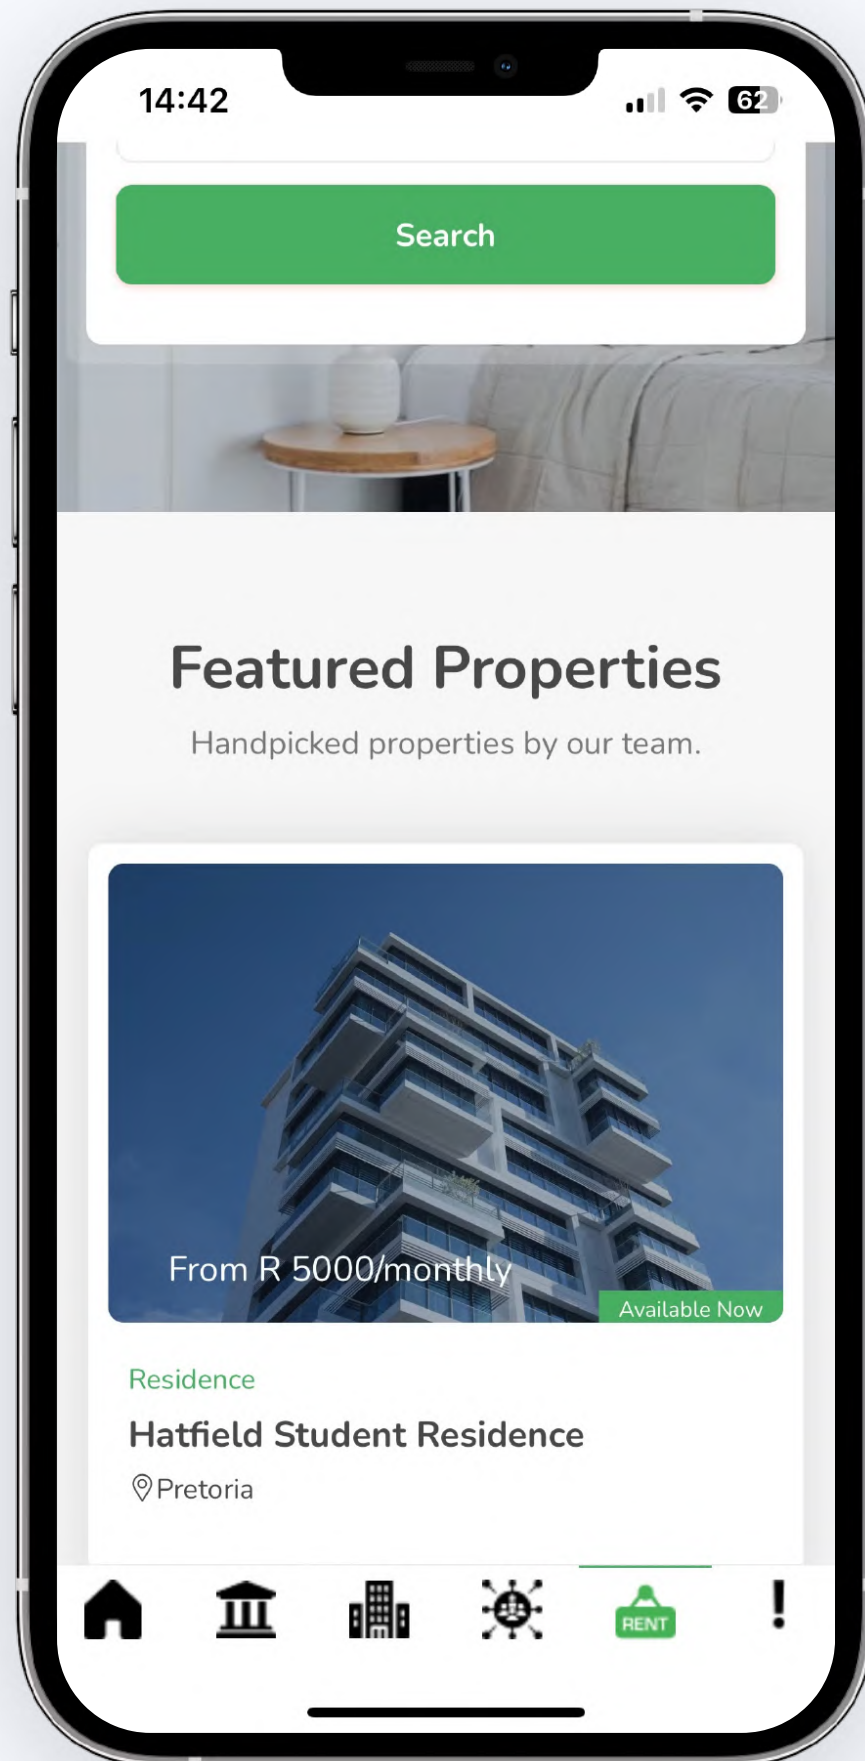 14:42
62
Search
Featured Properties
Handpicked properties by our team.
From R 5000/monthly
Available Now
Residence
Hatfield Student Residence
Pretoria
RENT
!